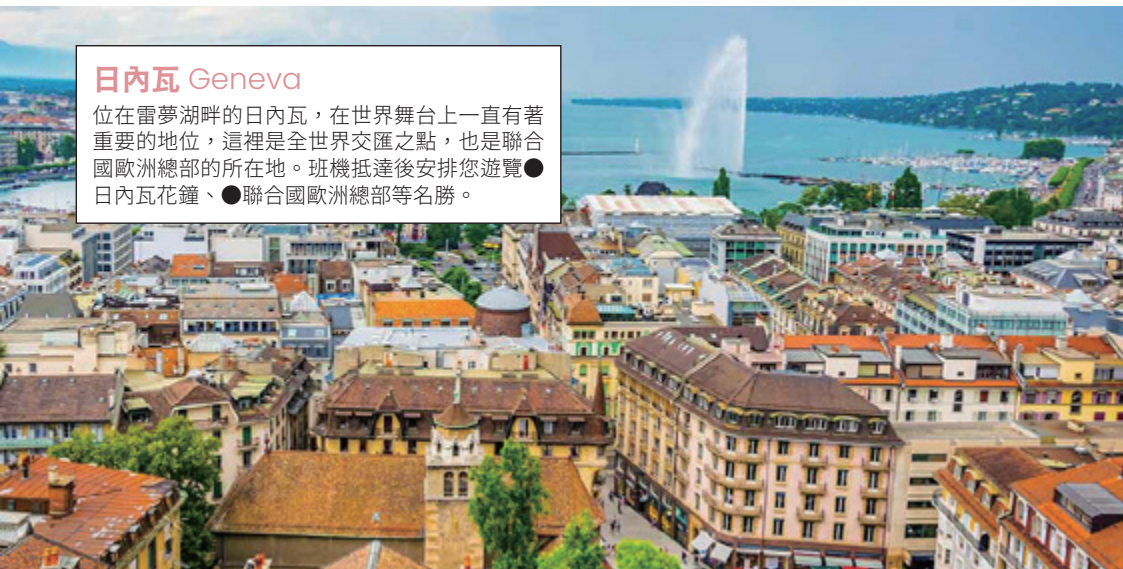 日內瓦 Geneva
位在雷夢湖畔的日內瓦，在世界舞台上一直有著
重要的地位，這裡是全世界交匯之點，也是聯合
國歐洲總部的所在地。班機抵達後安排您遊覽●
日內瓦花鐘、●聯合國歐洲總部等名勝。